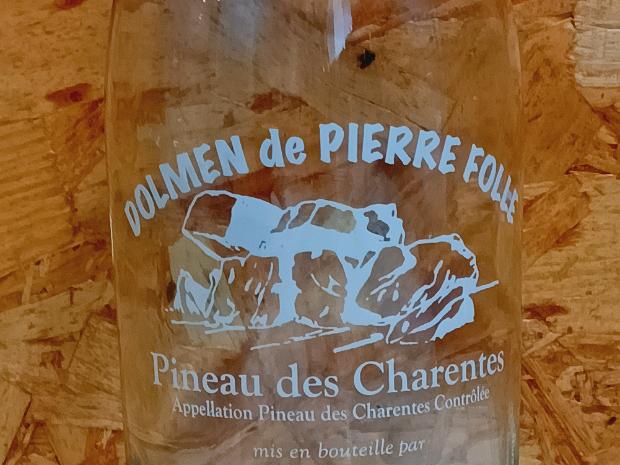 DOLMEN de PIERRE FOLLE
Pineau des Charentes
Appellation Pineau des Charentes Contrôlée
mis en bouteille par